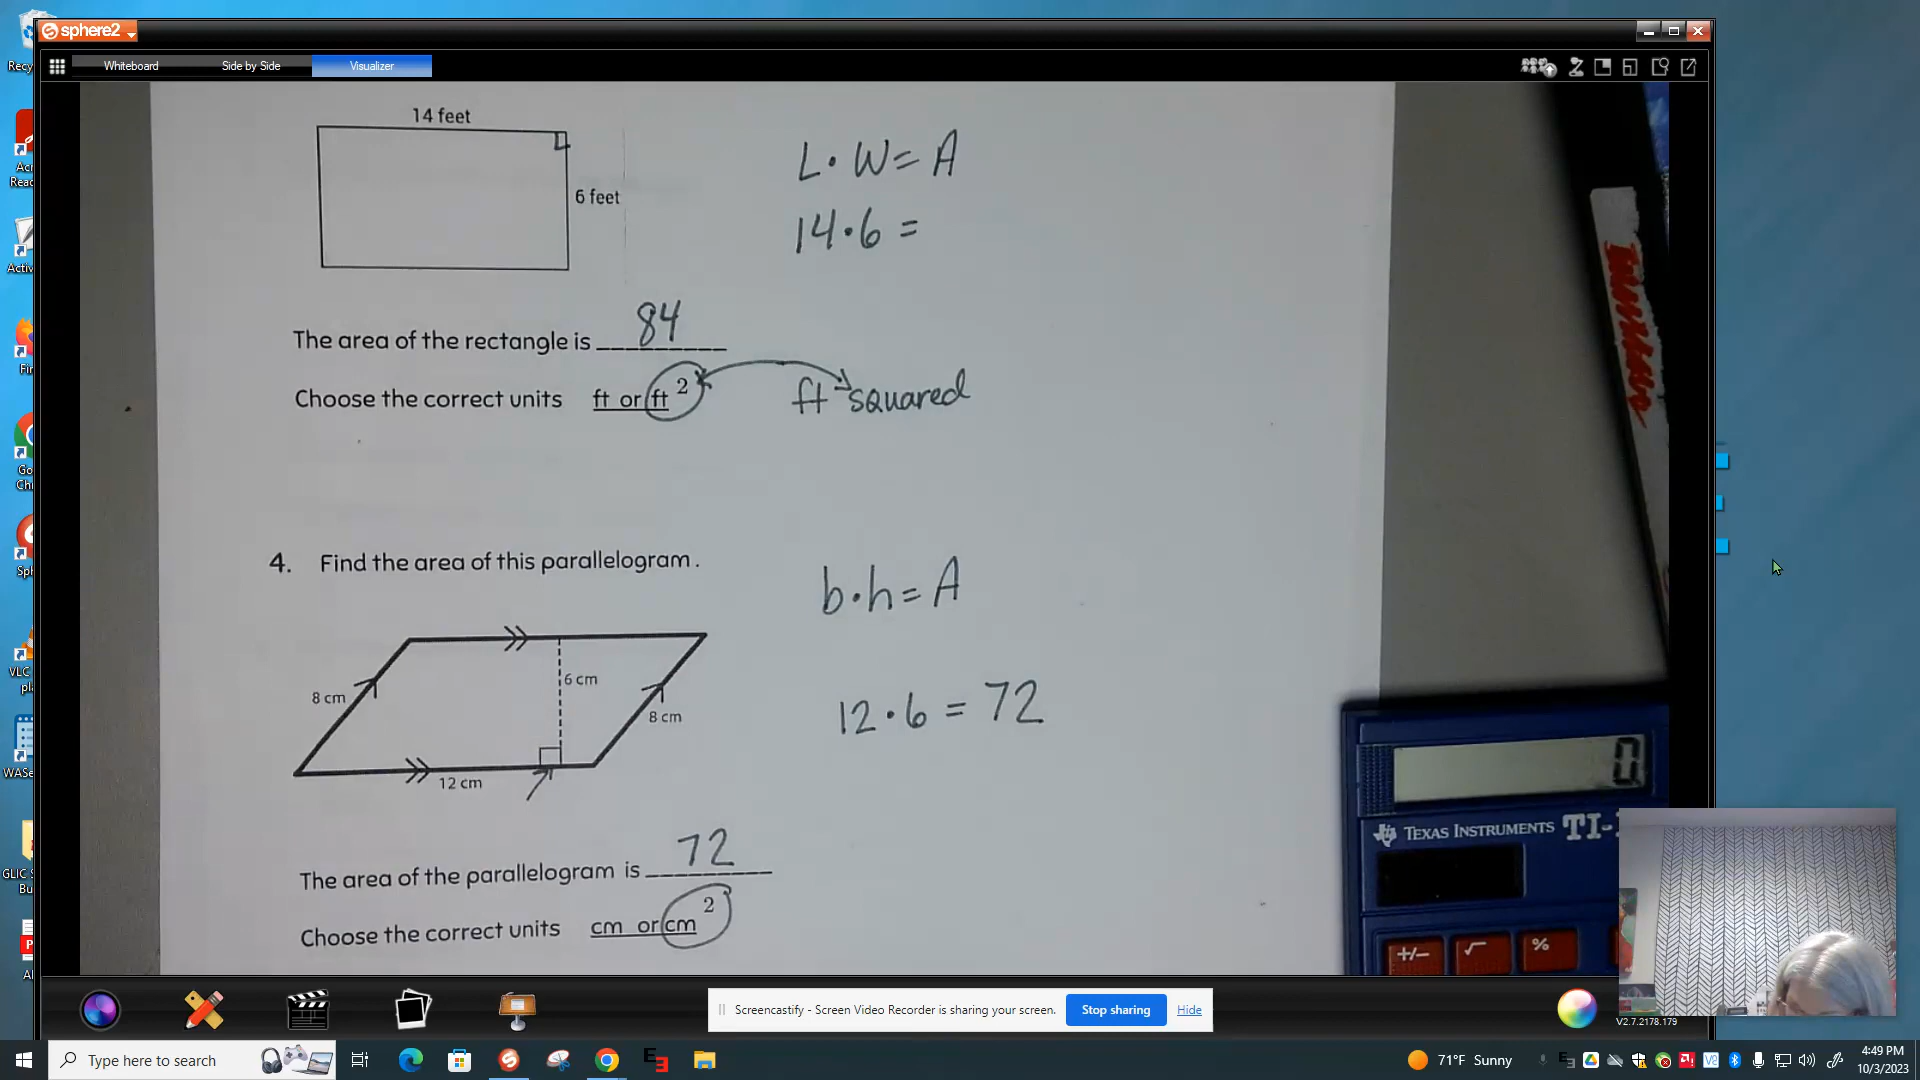 sphere2
Whiteboard
Side by Side
Visualizer
14 feet
6 feet
L · W = A
14 · 6 =
The area of the rectangle is 84
Choose the correct units ft or ft 2
ft squared
4. Find the area of this parallelogram.
b · h = A
8 cm
6 cm
8 cm
12 cm
12 · 6 = 72
The area of the parallelogram is 72
Choose the correct units cm or cm 2
0
TEXAS INSTRUMENTS TI-
+/-
√
%
Screencastify - Screen Video Recorder is sharing your screen.
Stop sharing
Hide
V2.7.2178.179
Type here to search
71°F Sunny
4:49 PM
10/3/2023